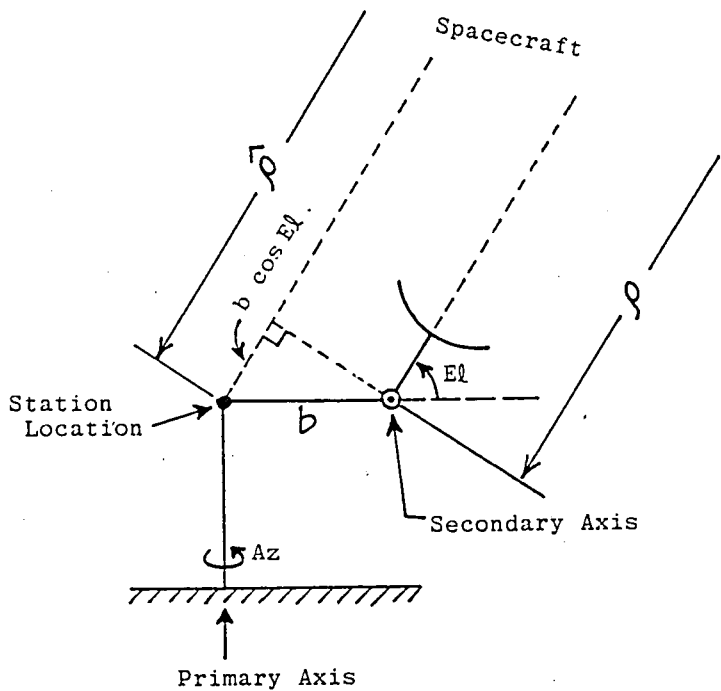 Spacecraft
ρ̂
b cos Eℓ.
ρ
Eℓ
Station
Location
b
Secondary Axis
Az
Primary Axis